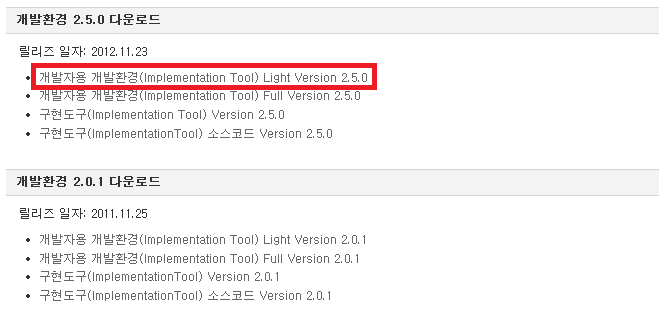 개발환경 2.5.0 다운로드
릴리즈 일자: 2012.11.23
개발자용 개발환경(Implementation Tool) Light Version 2.5.0
개발자용 개발환경(Implementation Tool) Full Version 2.5.0
구현도구(Implementation Tool) Version 2.5.0
구현도구(ImplementationTool) 소스코드 Version 2.5.0
개발환경 2.0.1 다운로드
릴리즈 일자: 2011.11.25
개발자용 개발환경(Implementation Tool) Light Version 2.0.1
개발자용 개발환경(Implementation Tool) Full Version 2.0.1
구현도구(ImplementationTool) Version 2.0.1
구현도구(ImplementationTool) 소스코드 Version 2.0.1